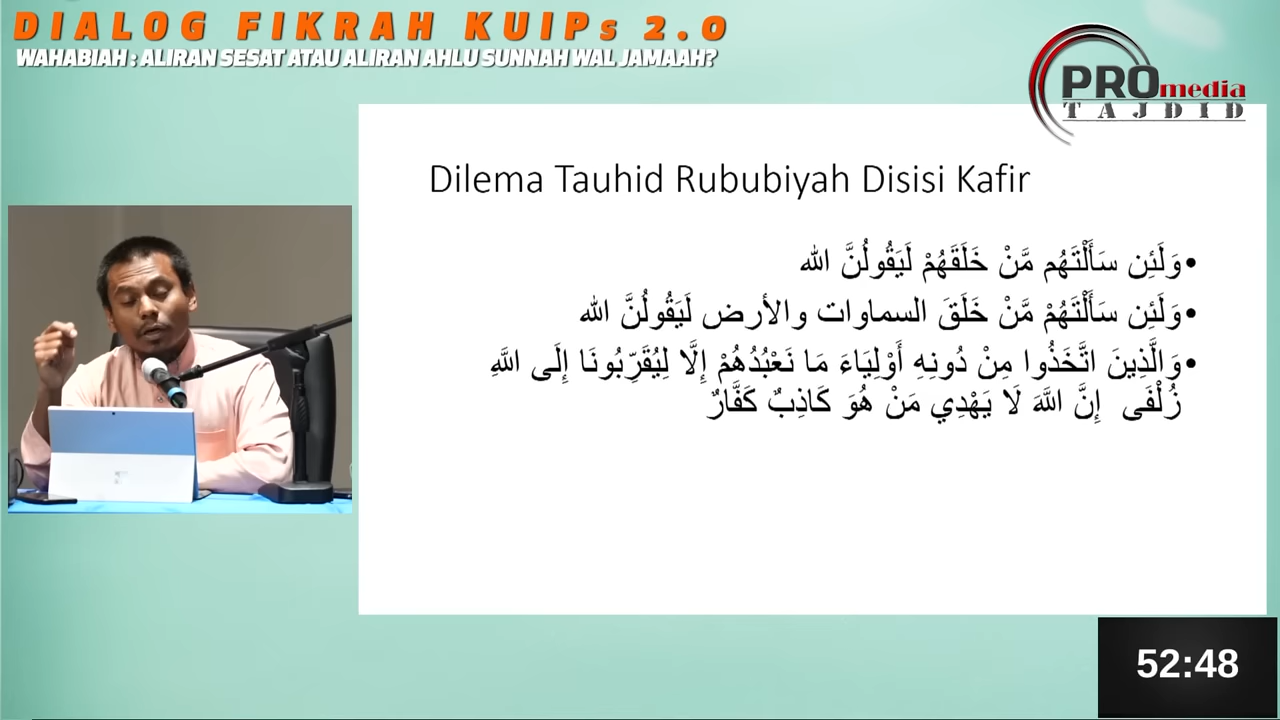 DIALOG FIKRAH KUIPs 2.0
WAHABIAH : ALIRAN SESAT ATAU ALIRAN AHLU SUNNAH WAL JAMAAH?
PROmedia
TAJDID
Dilema Tauhid Rububiyah Disisi Kafir
•وَلَئِن سَأَلْتَهُم مَّنْ خَلَقَهُمْ لَيَقُولُنَّ الله
•وَلَئِن سَأَلْتَهُمْ مَّنْ خَلَقَ السماوات والأرض لَيَقُولُنَّ الله
•وَالَّذِينَ اتَّخَذُوا مِنْ دُونِهِ أَوْلِيَاءَ مَا نَعْبُدُهُمْ إِلَّا لِيُقَرِّبُونَا إِلَى اللَّهِ
زُلْفَى إِنَّ اللَّهَ لَا يَهْدِي مَنْ هُوَ كَاذِبٌ كَفَّارٌ
52:48